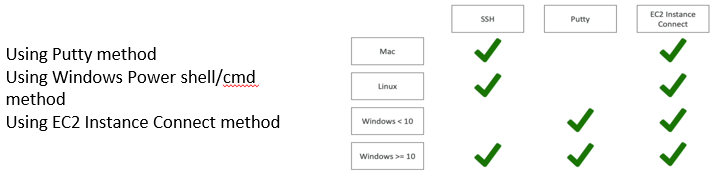 Using Putty method
Using Windows Power shell/cmd
method
Using EC2 Instance Connect method
SSH
Putty
EC2 Instance
Connect
Mac
Linux
Windows < 10
Windows >= 10